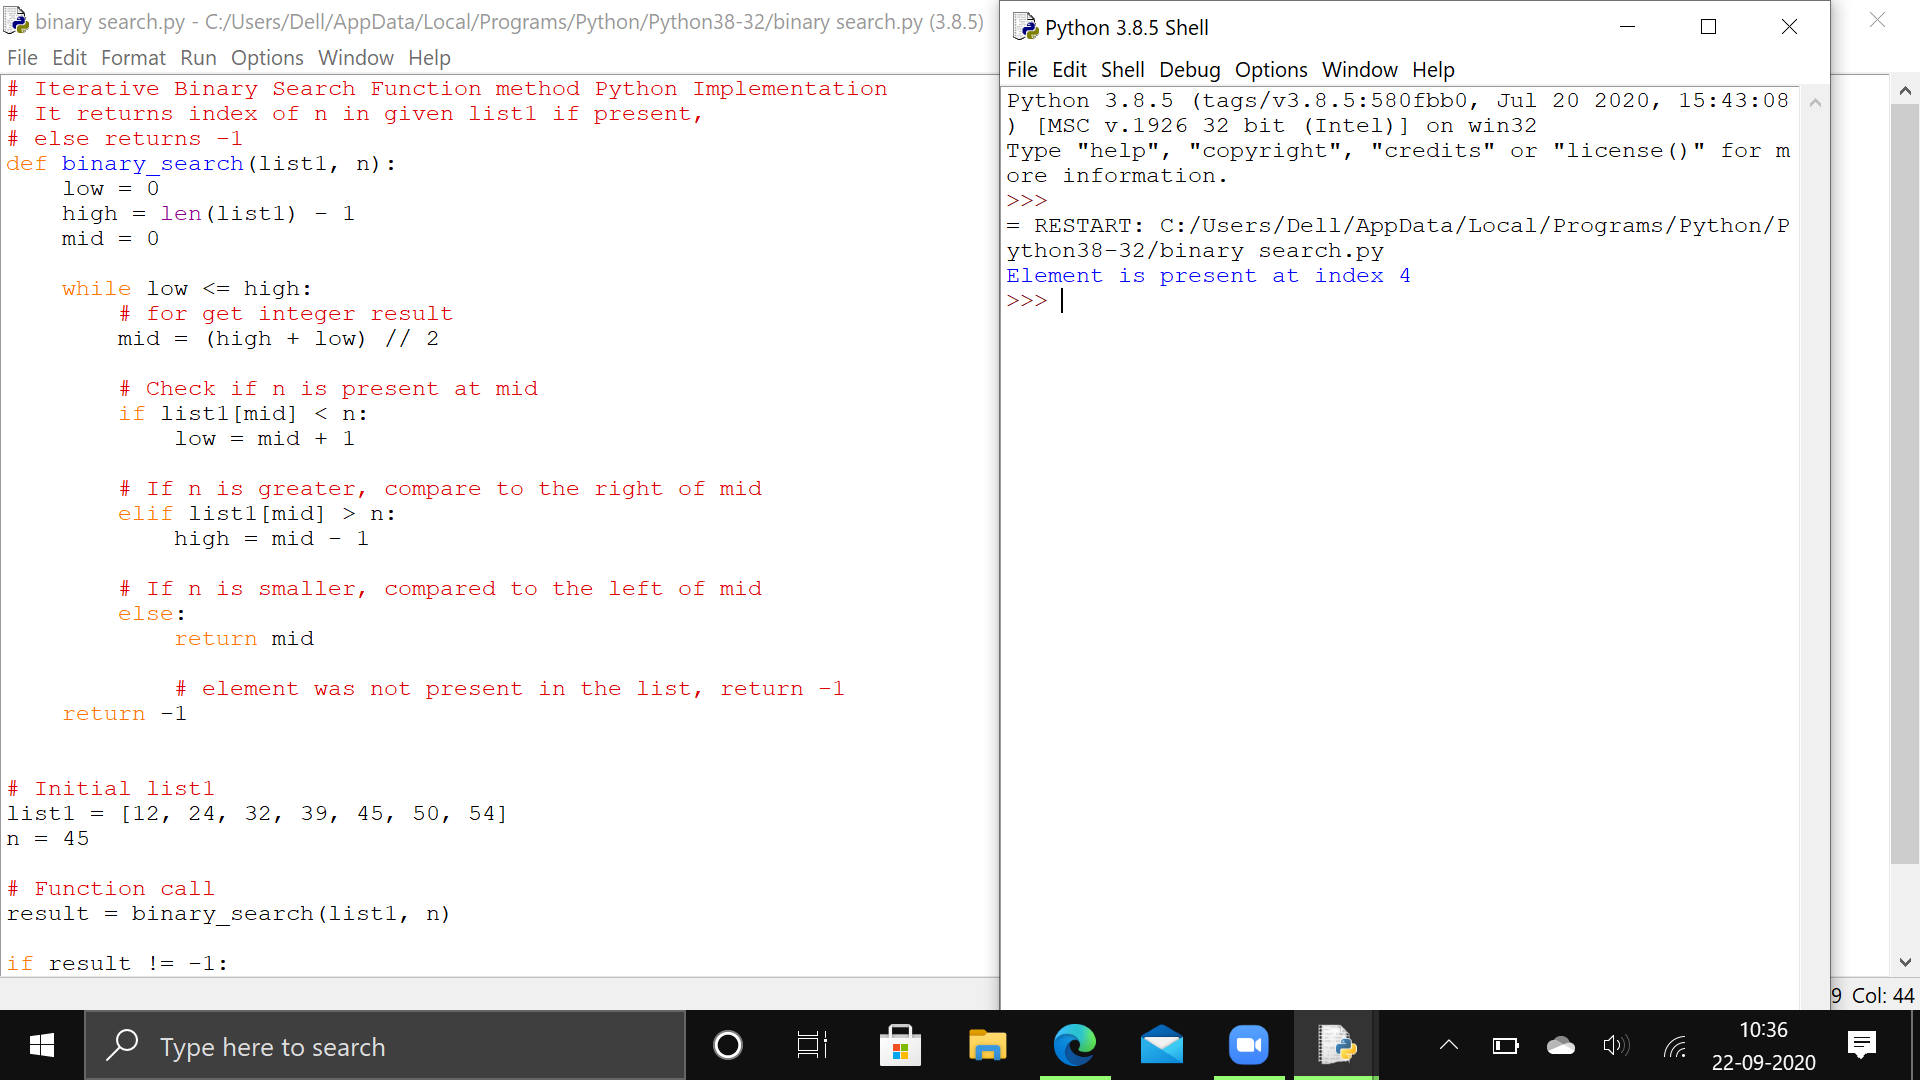 binary search.py - C:/Users/Dell/AppData/Local/Programs/Python/Python38-32/binary search.py (3.8.5)
File Edit Format Run Options Window Help
# Iterative Binary Search Function method Python Implementation
# It returns index of n in given list1 if present,
# else returns -1
def binary_search(list1, n):
    low = 0
    high = len(list1) - 1
    mid = 0

    while low <= high:
        # for get integer result
        mid = (high + low) // 2

        # Check if n is present at mid
        if list1[mid] < n:
            low = mid + 1

        # If n is greater, compare to the right of mid
        elif list1[mid] > n:
            high = mid - 1

        # If n is smaller, compared to the left of mid
        else:
            return mid

            # element was not present in the list, return -1
    return -1


# Initial list1
list1 = [12, 24, 32, 39, 45, 50, 54]
n = 45

# Function call
result = binary_search(list1, n)

if result != -1:
Python 3.8.5 Shell
File Edit Shell Debug Options Window Help
Python 3.8.5 (tags/v3.8.5:580fbb0, Jul 20 2020, 15:43:08
) [MSC v.1926 32 bit (Intel)] on win32
Type "help", "copyright", "credits" or "license()" for m
ore information.
>>>
= RESTART: C:/Users/Dell/AppData/Local/Programs/Python/P
ython38-32/binary search.py
Element is present at index 4
>>>
9 Col: 44
Type here to search
10:36
22-09-2020